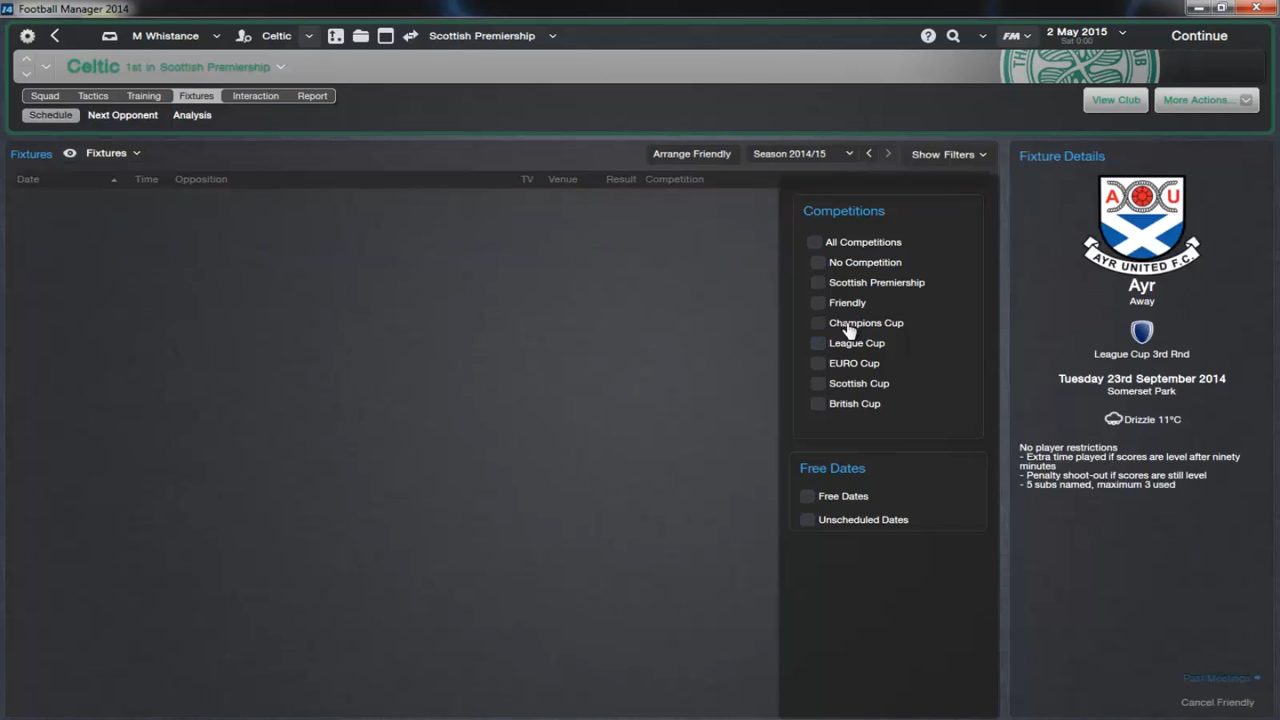 Football Manager 2014
M Whistance
Celtic
Scottish Premiership
FM
2 May 2015
Sat 0:00
Continue
Celtic 1st in Scottish Premiership
Squad Tactics Training Fixtures Interaction Report
View Club
More Actions...
Schedule Next Opponent Analysis
Fixtures Fixtures
Arrange Friendly
Season 2014/15
Show Filters
Date Time Opposition TV Venue Result Competition
Competitions
All Competitions
No Competition
Scottish Premiership
Friendly
Champions Cup
League Cup
EURO Cup
Scottish Cup
British Cup
Free Dates
Free Dates
Unscheduled Dates
Fixture Details
A U
AYR UNITED F.C.
Ayr
Away
League Cup 3rd Rnd
Tuesday 23rd September 2014
Somerset Park
Drizzle 11°C
No player restrictions
- Extra time played if scores are level after ninety
minutes
- Penalty shoot-out if scores are still level
- 5 subs named, maximum 3 used
Past Meetings
Cancel Friendly